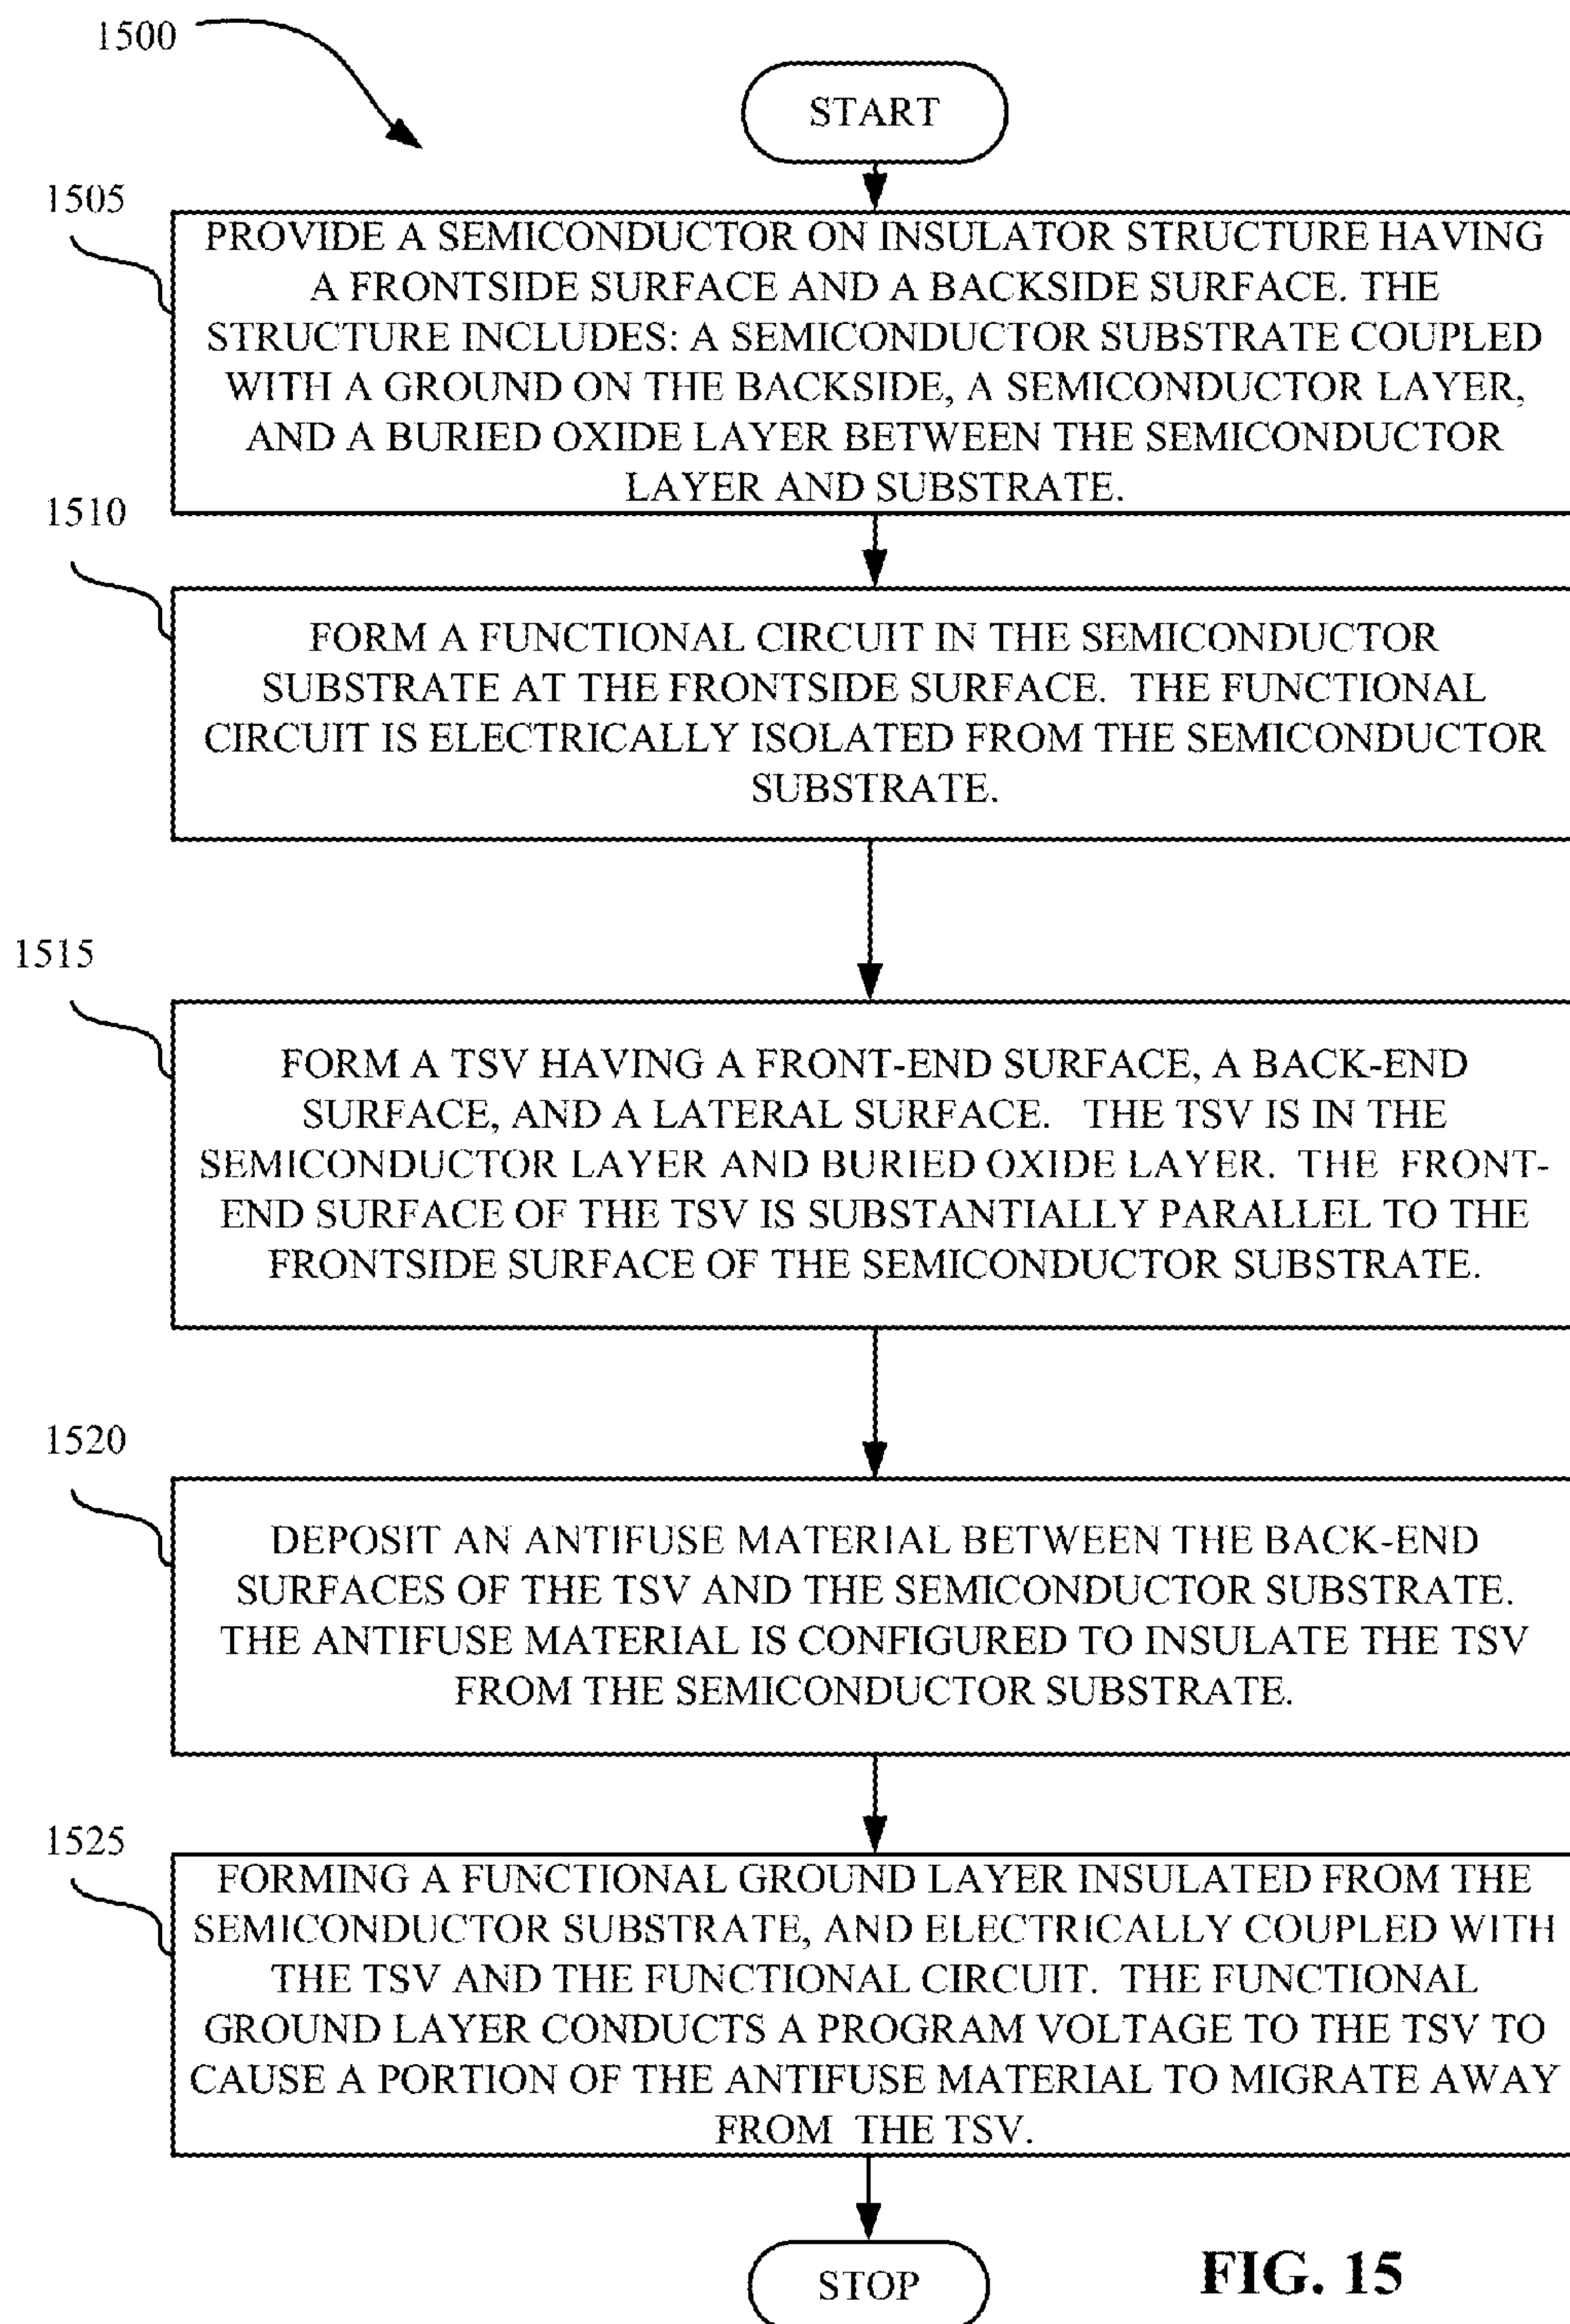 1500
START
1505
PROVIDE A SEMICONDUCTOR ON INSULATOR STRUCTURE HAVING
A FRONTSIDE SURFACE AND A BACKSIDE SURFACE. THE
STRUCTURE INCLUDES: A SEMICONDUCTOR SUBSTRATE COUPLED
WITH A GROUND ON THE BACKSIDE, A SEMICONDUCTOR LAYER,
AND A BURIED OXIDE LAYER BETWEEN THE SEMICONDUCTOR
LAYER AND SUBSTRATE.
1510
FORM A FUNCTIONAL CIRCUIT IN THE SEMICONDUCTOR
SUBSTRATE AT THE FRONTSIDE SURFACE. THE FUNCTIONAL
CIRCUIT IS ELECTRICALLY ISOLATED FROM THE SEMICONDUCTOR
SUBSTRATE.
1515
FORM A TSV HAVING A FRONT-END SURFACE, A BACK-END
SURFACE, AND A LATERAL SURFACE. THE TSV IS IN THE
SEMICONDUCTOR LAYER AND BURIED OXIDE LAYER. THE FRONT-
END SURFACE OF THE TSV IS SUBSTANTIALLY PARALLEL TO THE
FRONTSIDE SURFACE OF THE SEMICONDUCTOR SUBSTRATE.
1520
DEPOSIT AN ANTIFUSE MATERIAL BETWEEN THE BACK-END
SURFACES OF THE TSV AND THE SEMICONDUCTOR SUBSTRATE.
THE ANTIFUSE MATERIAL IS CONFIGURED TO INSULATE THE TSV
FROM THE SEMICONDUCTOR SUBSTRATE.
1525
FORMING A FUNCTIONAL GROUND LAYER INSULATED FROM THE
SEMICONDUCTOR SUBSTRATE, AND ELECTRICALLY COUPLED WITH
THE TSV AND THE FUNCTIONAL CIRCUIT. THE FUNCTIONAL
GROUND LAYER CONDUCTS A PROGRAM VOLTAGE TO THE TSV TO
CAUSE A PORTION OF THE ANTIFUSE MATERIAL TO MIGRATE AWAY
FROM THE TSV.
STOP
FIG. 15